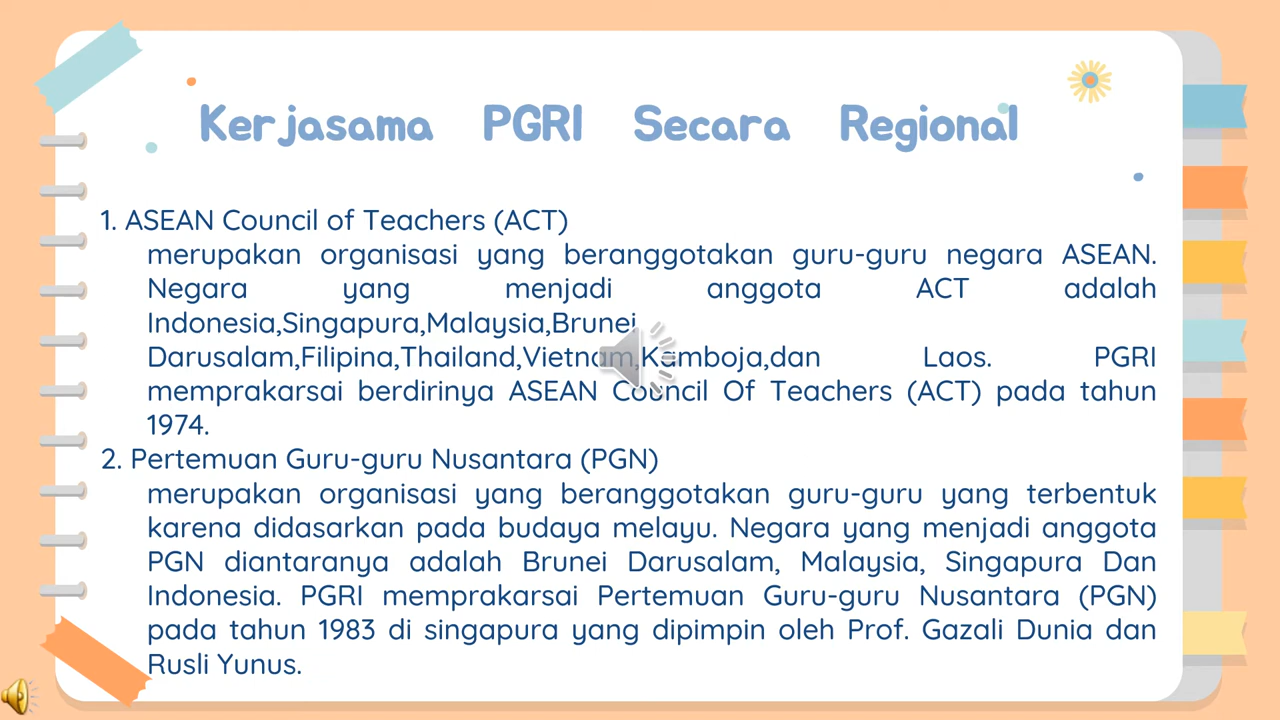 Kerjasama PGRI Secara Regional
1. ASEAN Council of Teachers (ACT)
merupakan organisasi yang beranggotakan guru-guru negara ASEAN.
Negara yang menjadi anggota ACT adalah
Indonesia,Singapura,Malaysia,Brunei
Darusalam,Filipina,Thailand,Vietnam,Kamboja,dan Laos. PGRI
memprakarsai berdirinya ASEAN Council Of Teachers (ACT) pada tahun
1974.
2. Pertemuan Guru-guru Nusantara (PGN)
merupakan organisasi yang beranggotakan guru-guru yang terbentuk
karena didasarkan pada budaya melayu. Negara yang menjadi anggota
PGN diantaranya adalah Brunei Darusalam, Malaysia, Singapura Dan
Indonesia. PGRI memprakarsai Pertemuan Guru-guru Nusantara (PGN)
pada tahun 1983 di singapura yang dipimpin oleh Prof. Gazali Dunia dan
Rusli Yunus.